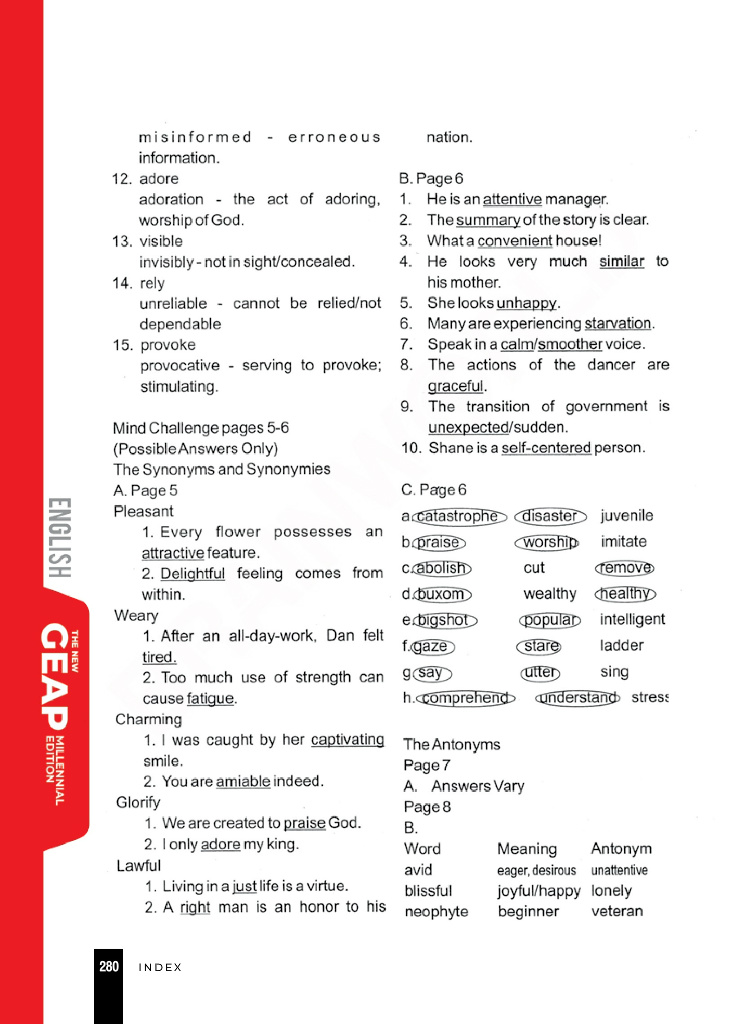 misinformed - erroneous
information.
12. adore
adoration - the act of adoring,
worship of God.
13. visible
invisibly - not in sight/concealed.
14. rely
unreliable - cannot be relied/not
dependable
15. provoke
provocative - serving to provoke;
stimulating.
Mind Challenge pages 5-6
(Possible Answers Only)
The Synonyms and Synonymies
A. Page 5
Pleasant
1. Every flower possesses an
attractive feature.
2. Delightful feeling comes from
within.
Weary
1. After an all-day-work, Dan felt
tired.
2. Too much use of strength can
cause fatigue.
Charming
1. I was caught by her captivating
smile.
2. You are amiable indeed.
Glorify
1. We are created to praise God.
2. I only adore my king.
Lawful
1. Living in a just life is a virtue.
2. A right man is an honor to his
nation.
B. Page 6
1. He is an attentive manager.
2. The summary of the story is clear.
3. What a convenient house!
4. He looks very much similar to
his mother.
5. She looks unhappy.
6. Many are experiencing starvation.
7. Speak in a calm/smoother voice.
8. The actions of the dancer are
graceful.
9. The transition of government is
unexpected/sudden.
10. Shane is a self-centered person.
C. Page 6
a. catastrophe disaster juvenile
b. praise worship imitate
c. abolish cut remove
d. buxom wealthy healthy
e. bigshot popular intelligent
f. gaze stare ladder
g. say utter sing
h. comprehend understand stress
The Antonyms
Page 7
A. Answers Vary
Page 8
B.
Word Meaning Antonym
avid eager, desirous unattentive
blissful joyful/happy lonely
neophyte beginner veteran
ENGLISH
THE NEW
GEAP
MILLENNIAL
EDITION
280 INDEX